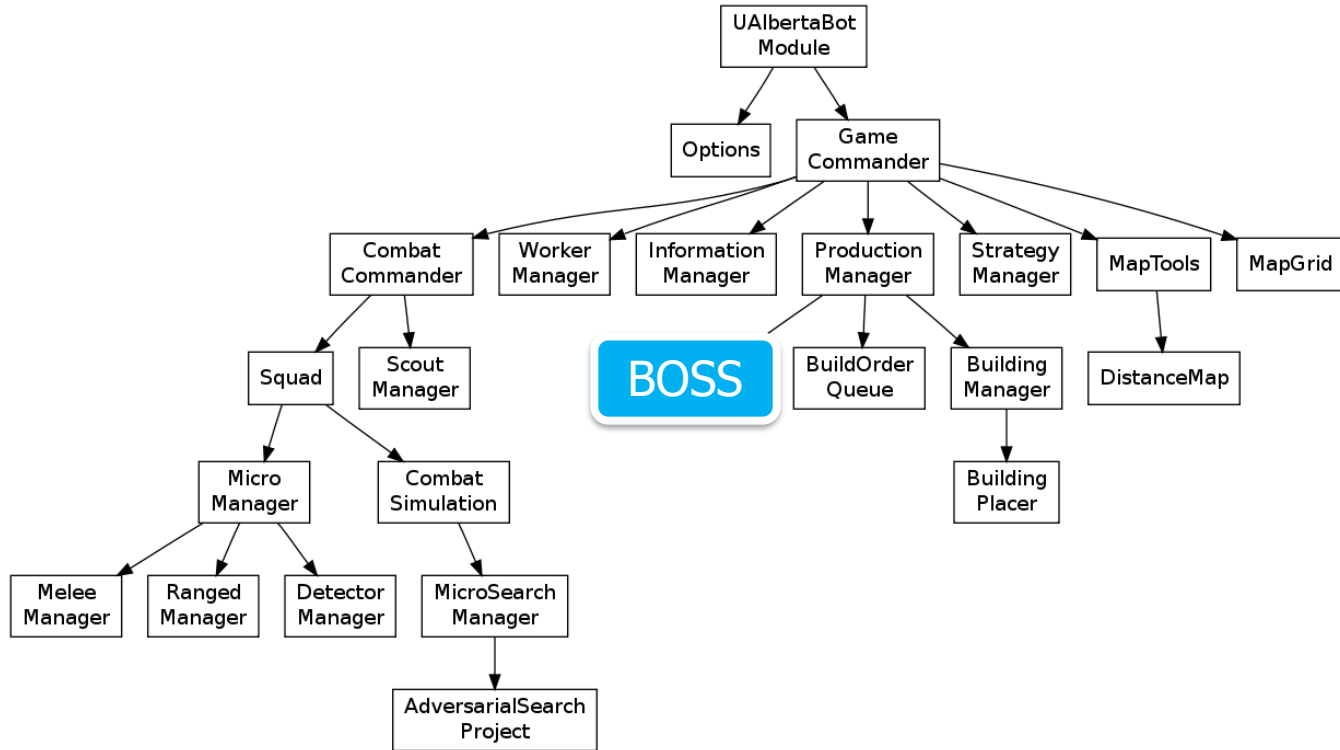 UAlbertaBot
Module
Options
Game
Commander
Combat
Commander
Worker
Manager
Information
Manager
Production
Manager
Strategy
Manager
MapTools
MapGrid
Squad
Scout
Manager
BOSS
BuildOrder
Queue
Building
Manager
DistanceMap
Micro
Manager
Combat
Simulation
Building
Placer
Melee
Manager
Ranged
Manager
Detector
Manager
MicroSearch
Manager
AdversarialSearch
Project